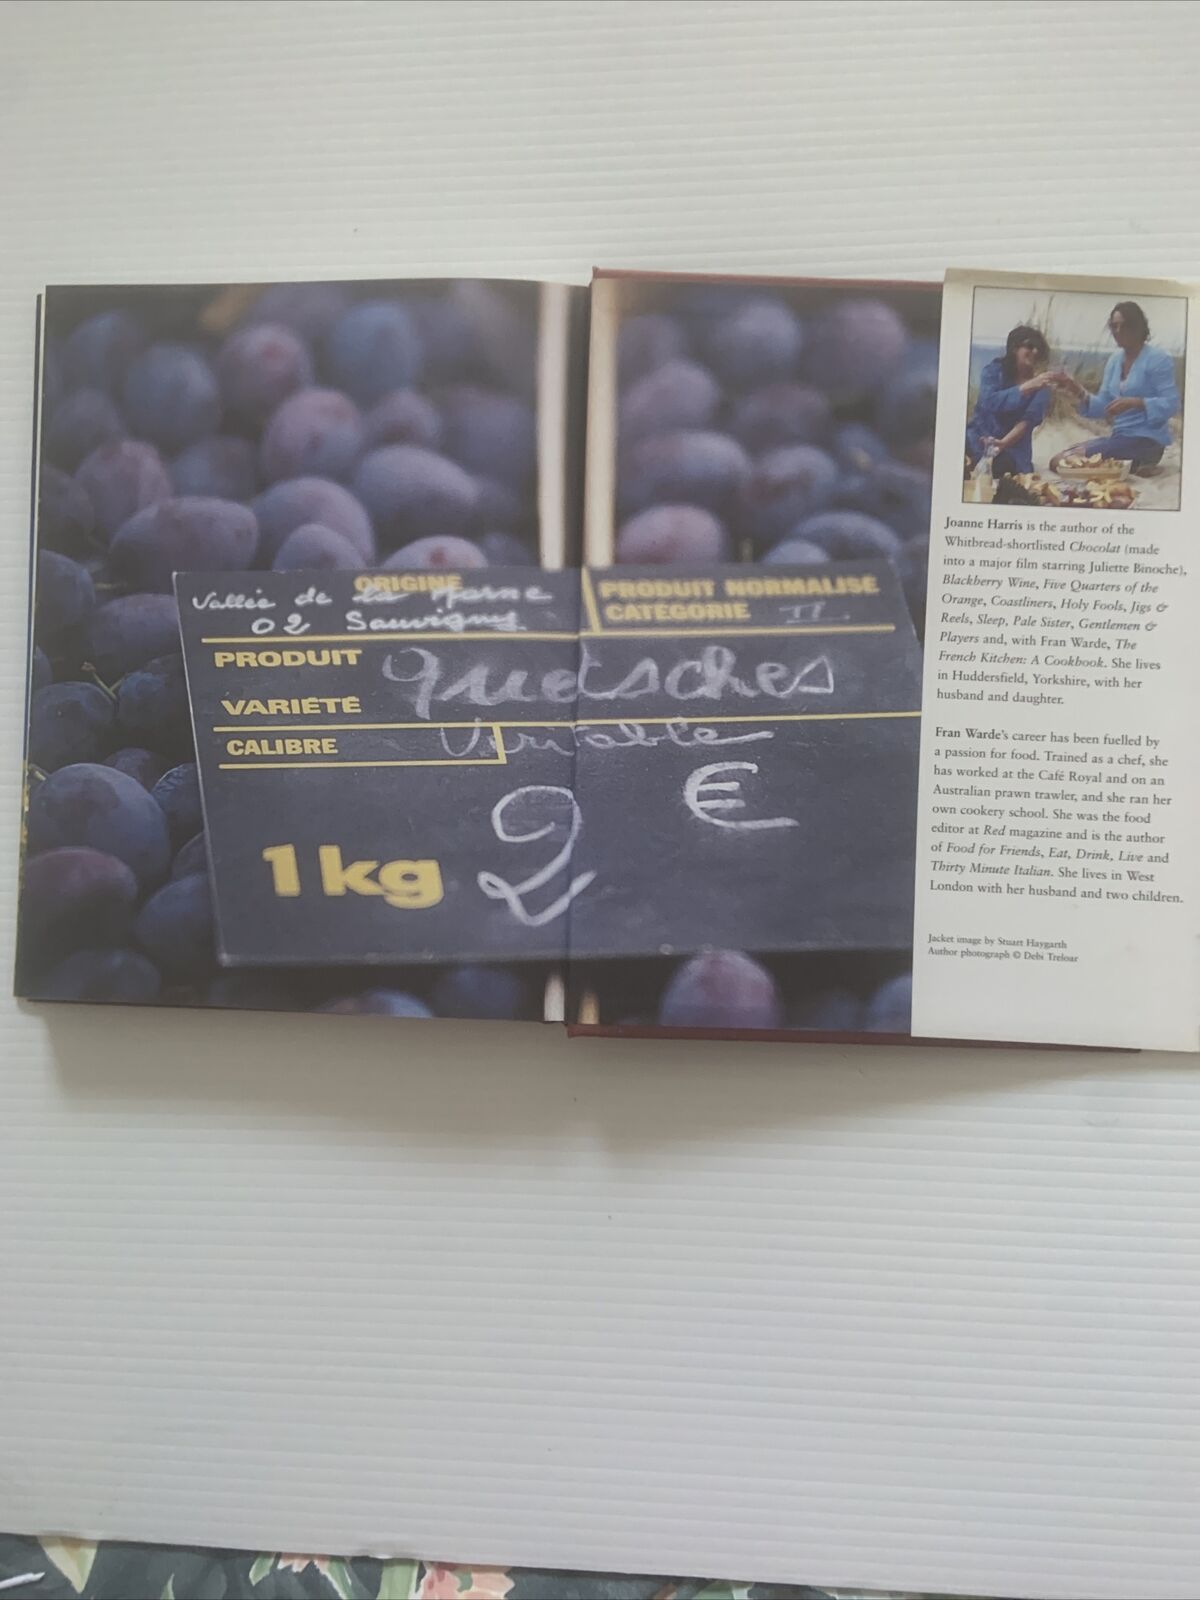 ORIGINE
Vallée de la Marne
02 Sauvigny
PRODUIT NORMALISÉ
CATÉGORIE II
PRODUIT quetsches
VARIÉTÉ
CALIBRE Véritable
1 kg 2 €
Joanne Harris is the author of the
Whitbread-shortlisted Chocolat (made
into a major film starring Juliette Binoche),
Blackberry Wine, Five Quarters of the
Orange, Coastliners, Holy Fools, Jigs &
Reels, Sleep, Pale Sister, Gentlemen &
Players and, with Fran Warde, The
French Kitchen: A Cookbook. She lives
in Huddersfield, Yorkshire, with her
husband and daughter.
Fran Warde's career has been fuelled by
a passion for food. Trained as a chef, she
has worked at the Café Royal and on an
Australian prawn trawler, and she ran her
own cookery school. She was the food
editor at Red magazine and is the author
of Food for Friends, Eat, Drink, Live and
Thirty Minute Italian. She lives in West
London with her husband and two children.
Jacket image by Stuart Haygarth
Author photograph © Debi Treloar